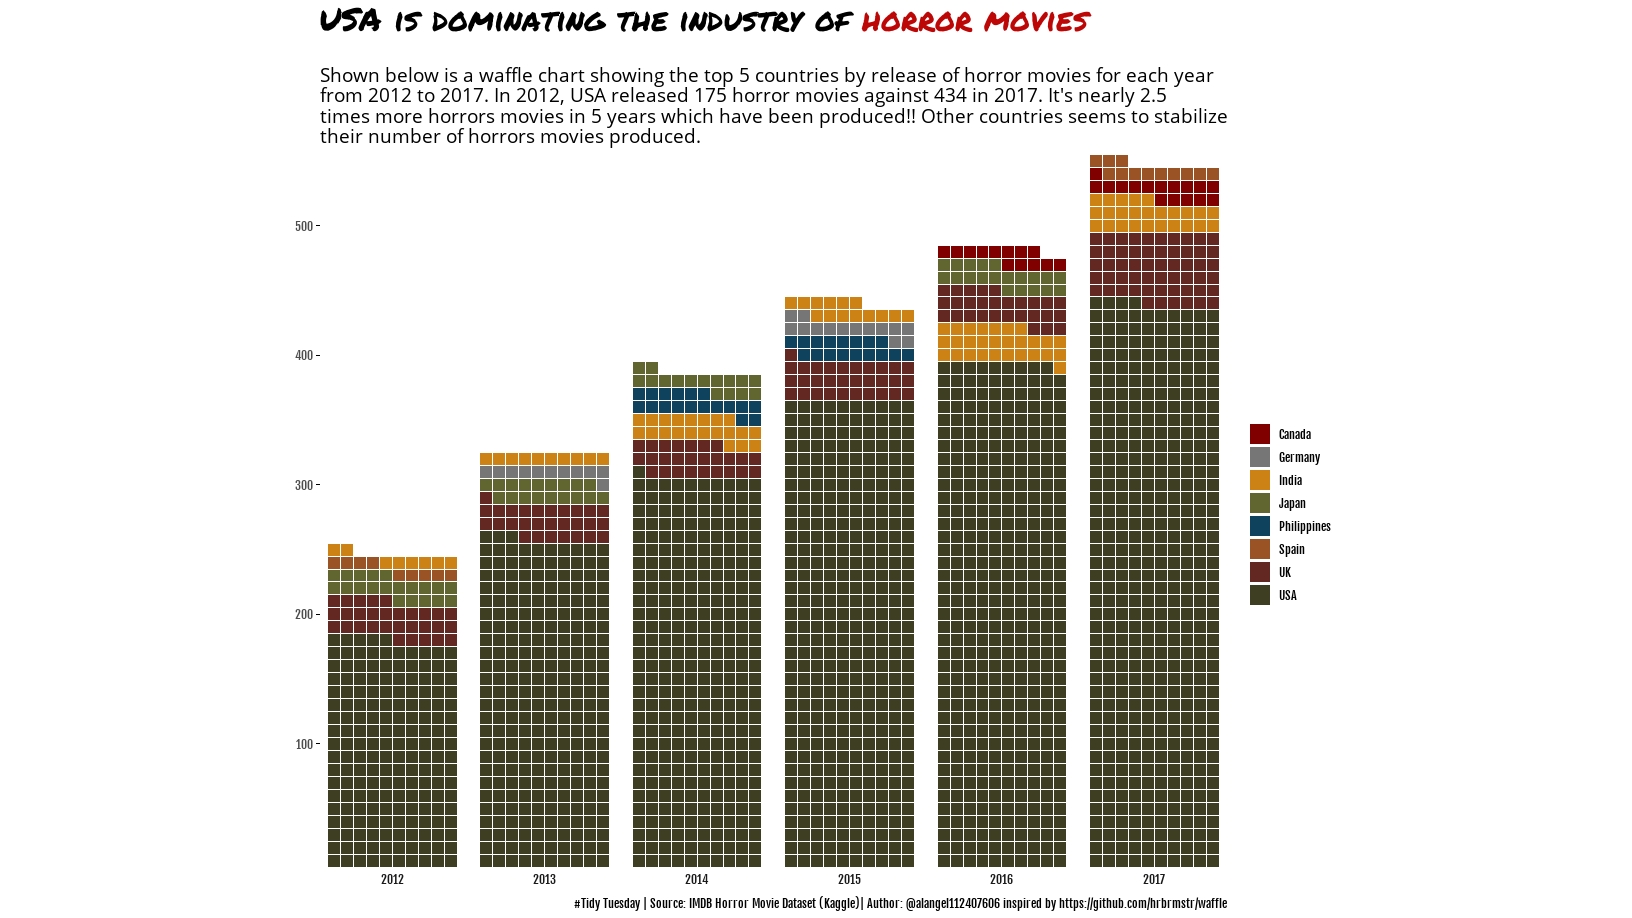 USA IS DOMINATING THE INDUSTRY OF HORROR MOVIES
Shown below is a waffle chart showing the top 5 countries by release of horror movies for each year
from 2012 to 2017. In 2012, USA released 175 horror movies against 434 in 2017. It's nearly 2.5
times more horrors movies in 5 years which have been produced!! Other countries seems to stabilize
their number of horrors movies produced.
500
400
300
200
100
Canada
Germany
India
Japan
Philippines
Spain
UK
USA
2012
2013
2014
2015
2016
2017
#Tidy Tuesday | Source: IMDB Horror Movie Dataset (Kaggle)| Author: @alangel112407606 inspired by https://github.com/hrbrmstr/waffle